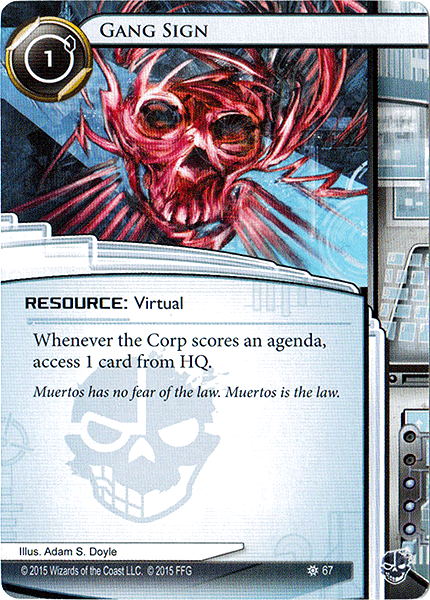 GANG SIGN
1
RESOURCE: Virtual
Whenever the Corp scores an agenda,
access 1 card from HQ.
Muertos has no fear of the law. Muertos is the law.
Illus. Adam S. Doyle
© 2015 Wizards of the Coast LLC. © 2015 FFG 67